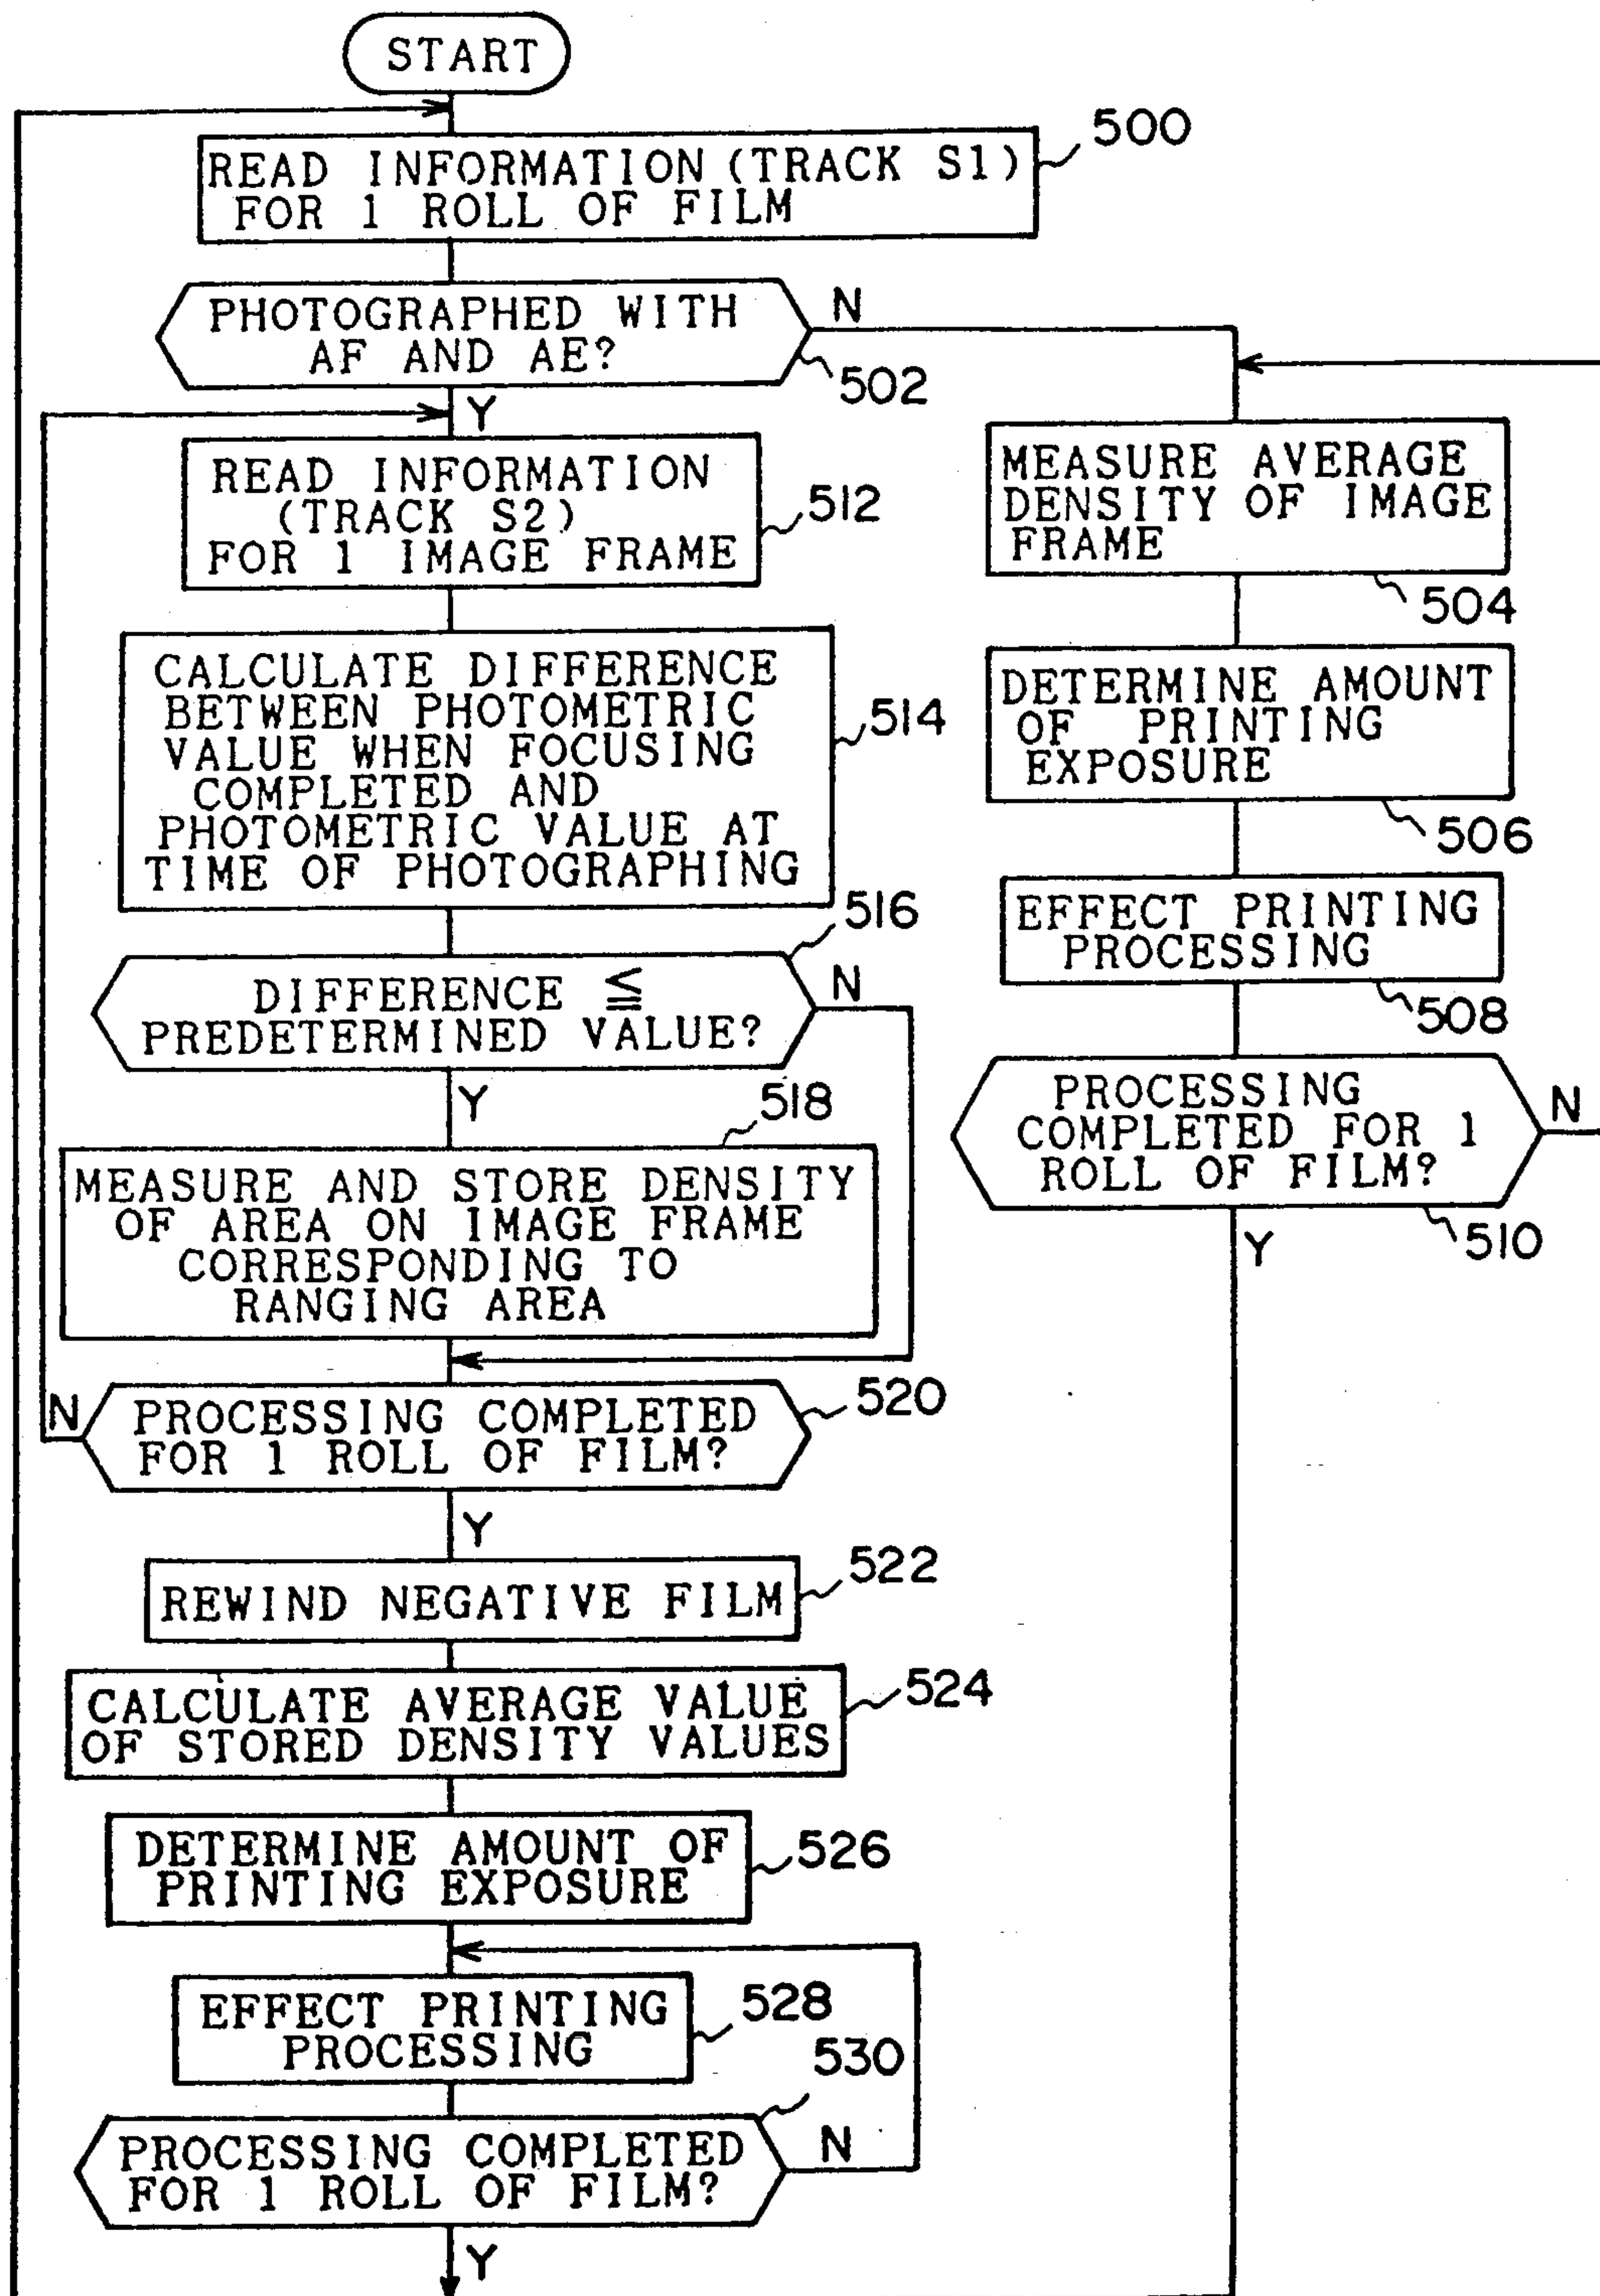 START
500
READ INFORMATION (TRACK S1)
FOR 1 ROLL OF FILM
PHOTOGRAPHED WITH
AF AND AE?
N
502
Y
READ INFORMATION
(TRACK S2)
FOR 1 IMAGE FRAME
512
CALCULATE DIFFERENCE
BETWEEN PHOTOMETRIC
VALUE WHEN FOCUSING
COMPLETED AND
PHOTOMETRIC VALUE AT
TIME OF PHOTOGRAPHING
514
516
DIFFERENCE ≦
PREDETERMINED VALUE?
N
Y
518
MEASURE AND STORE DENSITY
OF AREA ON IMAGE FRAME
CORRESPONDING TO
RANGING AREA
N
PROCESSING COMPLETED
FOR 1 ROLL OF FILM?
520
Y
REWIND NEGATIVE FILM
522
CALCULATE AVERAGE VALUE
OF STORED DENSITY VALUES
524
DETERMINE AMOUNT OF
PRINTING EXPOSURE
526
EFFECT PRINTING
PROCESSING
528
530
PROCESSING COMPLETED
FOR 1 ROLL OF FILM?
N
Y
MEASURE AVERAGE
DENSITY OF IMAGE
FRAME
504
DETERMINE AMOUNT
OF PRINTING
EXPOSURE
506
EFFECT PRINTING
PROCESSING
508
PROCESSING
COMPLETED FOR 1
ROLL OF FILM?
N
510
Y